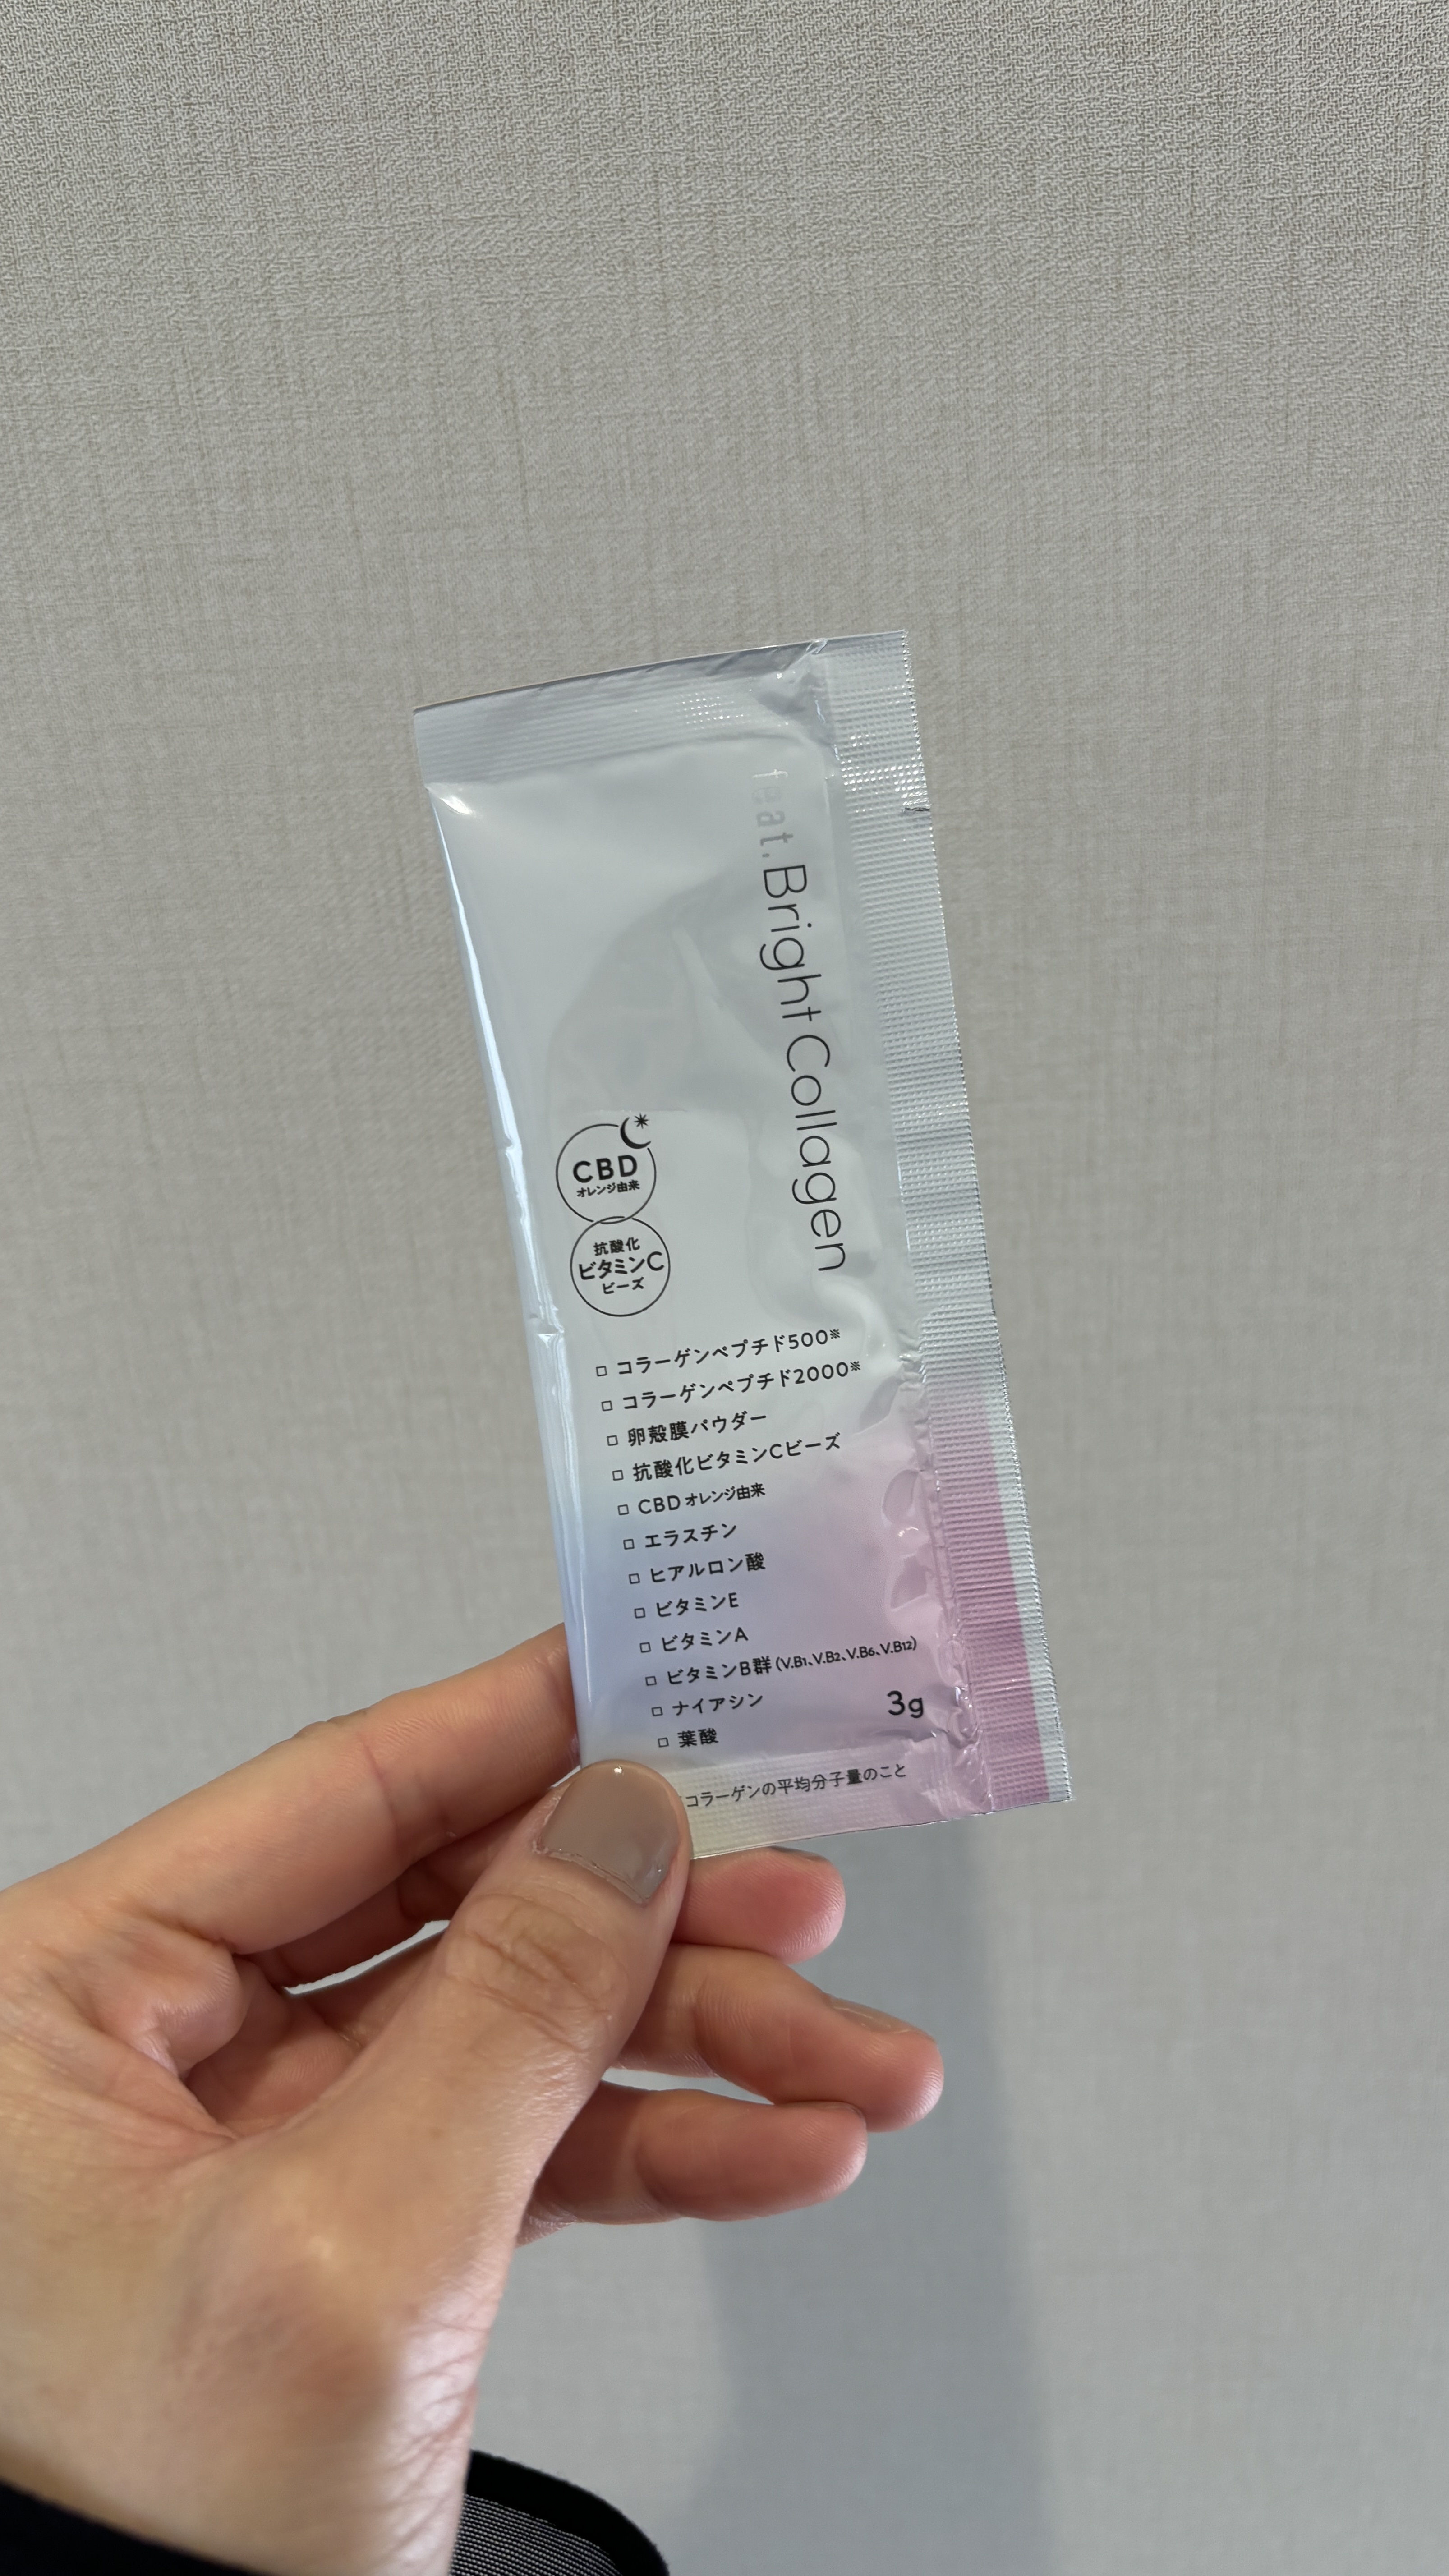 feat. Bright Collagen
CBD
オレンジ由来
抗酸化
ビタミンC
ビーズ
□ コラーゲンペプチド500※
□ コラーゲンペプチド2000※
□ 卵殻膜パウダー
□ 抗酸化ビタミンCビーズ
□ CBDオレンジ由来
□ エラスチン
□ ヒアルロン酸
□ ビタミンE
□ ビタミンA
□ ビタミンB群(V.B1、V.B2、V.B6、V.B12)
□ ナイアシン
□ 葉酸
3g
コラーゲンの平均分子量のこと